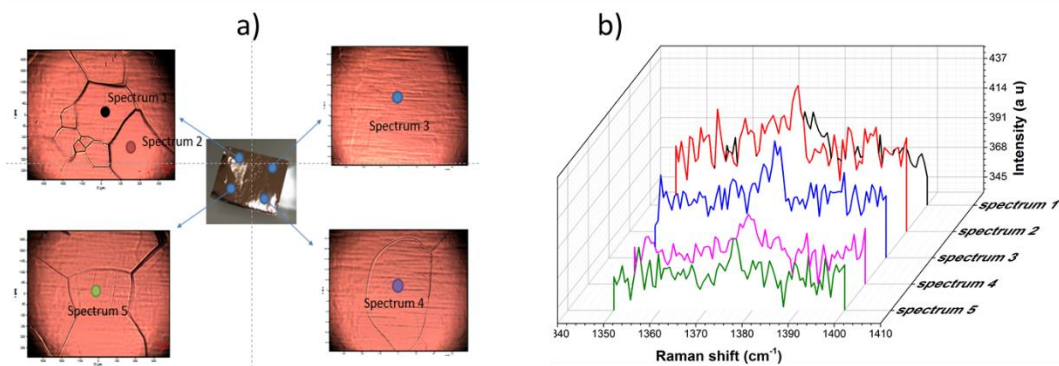 a)
Spectrum 1
Spectrum 2
Spectrum 3
Spectrum 5
Spectrum 4
b)
437
414
391
368
345
Intensity (a u)
spectrum 1
spectrum 2
spectrum 3
spectrum 4
spectrum 5
340 1350 1360 1370 1380 1390 1400 1410
Raman shift (cm⁻¹)